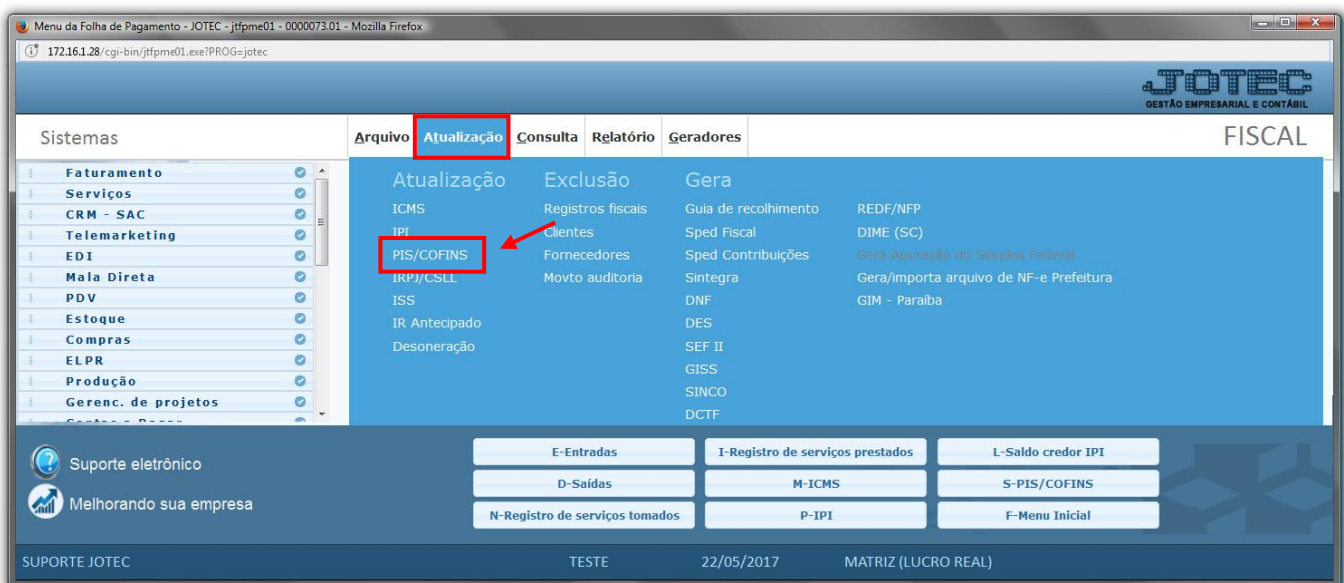 Menu da Folha de Pagamento - JOTEC - jtfpme01 - 0000073.01 - Mozilla Firefox
172.16.1.28/cgi-bin/jtfpme01.exe?PROG=jotec
JOTEC
GESTÃO EMPRESARIAL E CONTÁBIL
Sistemas
Arquivo Atualização Consulta Relatório Geradores
FISCAL
Faturamento
Serviços
CRM - SAC
Telemarketing
EDI
Mala Direta
PDV
Estoque
Compras
ELPR
Produção
Gerenc. de projetos
Atualização
ICMS
IPI
PIS/COFINS
IRPJ/CSLL
ISS
IR Antecipado
Desoneração
Exclusão
Registros fiscais
Clientes
Fornecedores
Movto auditoria
Gera
Guia de recolhimento
Sped Fiscal
Sped Contribuições
Sintegra
DNF
DES
SEF II
GISS
SINCO
DCTF
REDF/NFP
DIME (SC)
Gera Apuração do Simples Federal
Gera/importa arquivo de NF-e Prefeitura
GIM - Paraíba
Suporte eletrônico
Melhorando sua empresa
E-Entradas
I-Registro de serviços prestados
L-Saldo credor IPI
D-Saídas
M-ICMS
S-PIS/COFINS
N-Registro de serviços tomados
P-IPI
F-Menu Inicial
SUPORTE JOTEC TESTE 22/05/2017 MATRIZ (LUCRO REAL)